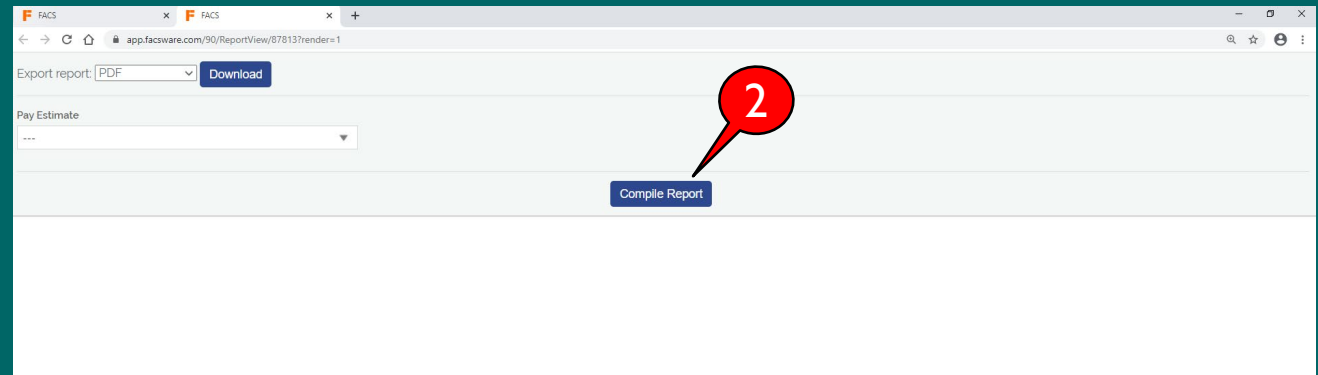 FACS
FACS
app.facsware.com/90/ReportView/87813?render=1
Export report: PDF Download
2
Pay Estimate
---
Compile Report